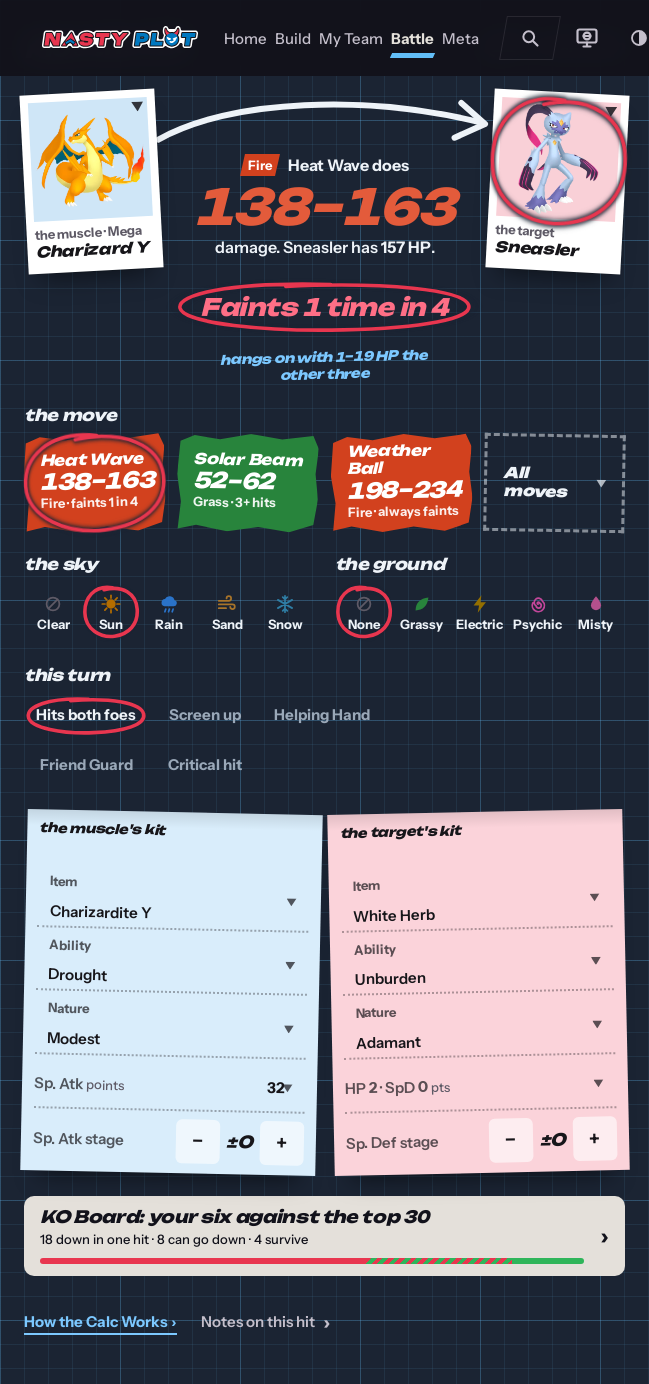 NASTY PLOT
Home Build My Team Battle Meta
Fire Heat Wave does
138–163
damage. Sneasler has 157 HP.
the muscle · Mega
Charizard Y
the target
Sneasler
Faints 1 time in 4
hangs on with 1–19 HP the
other three
the move
Heat Wave
138–163
Fire · faints 1 in 4
Solar Beam
52–62
Grass · 3+ hits
Weather
Ball
198–234
Fire · always faints
All
moves
the sky
Clear Sun Rain Sand Snow
the ground
None Grassy Electric Psychic Misty
this turn
Hits both foes Screen up Helping Hand
Friend Guard Critical hit
the muscle's kit
Item
Charizardite Y
Ability
Drought
Nature
Modest
Sp. Atk points 32
Sp. Atk stage − ±0 +
the target's kit
Item
White Herb
Ability
Unburden
Nature
Adamant
HP 2 · SpD 0 pts
Sp. Def stage − ±0 +
KO Board: your six against the top 30
18 down in one hit · 8 can go down · 4 survive
How the Calc Works › Notes on this hit ›